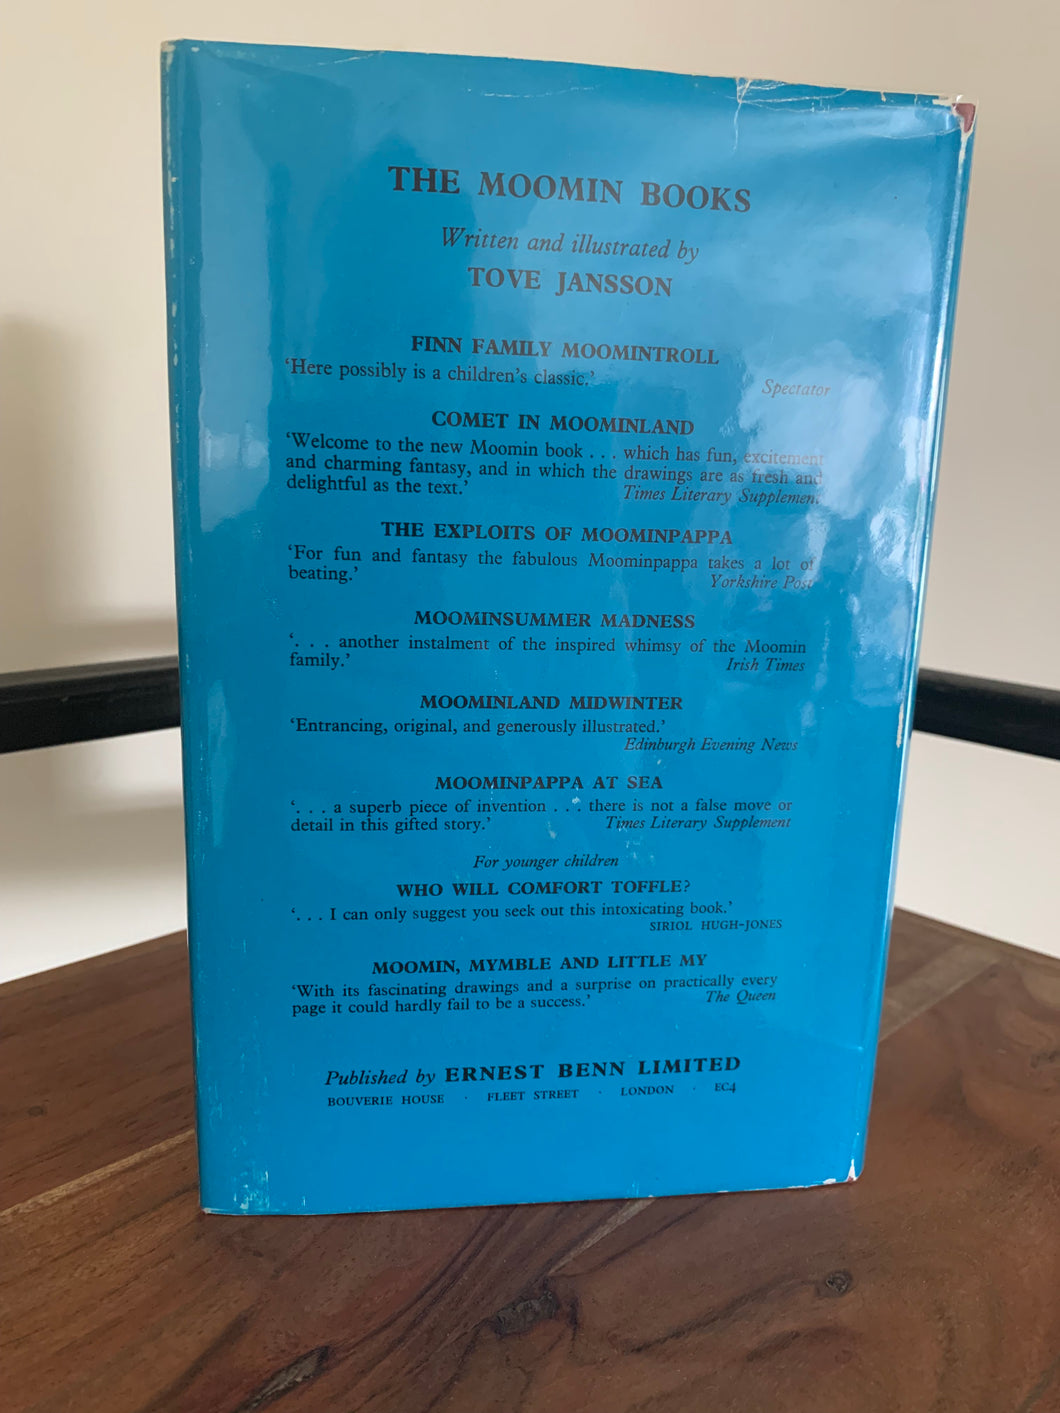 THE MOOMIN BOOKS
Written and illustrated by
TOVE JANSSON
FINN FAMILY MOOMINTROLL
‘Here possibly is a children’s classic.’
Spectator
COMET IN MOOMINLAND
‘Welcome to the new Moomin book . . . which has fun, excitement
and charming fantasy, and in which the drawings are as fresh and
delightful as the text.’ Times Literary Supplement
THE EXPLOITS OF MOOMINPAPPA
‘For fun and fantasy the fabulous Moominpappa takes a lot of
beating.’ Yorkshire Post
MOOMINSUMMER MADNESS
‘. . . another instalment of the inspired whimsy of the Moomin
family.’ Irish Times
MOOMINLAND MIDWINTER
‘Entrancing, original, and generously illustrated.’
Edinburgh Evening News
MOOMINPAPPA AT SEA
‘. . . a superb piece of invention . . . there is not a false move or
detail in this gifted story.’ Times Literary Supplement
For younger children
WHO WILL COMFORT TOFFLE?
‘. . . I can only suggest you seek out this intoxicating book.’
SIRIOL HUGH-JONES
MOOMIN, MYMBLE AND LITTLE MY
‘With its fascinating drawings and a surprise on practically every
page it could hardly fail to be a success.’ The Queen
Published by ERNEST BENN LIMITED
BOUVERIE HOUSE · FLEET STREET · LONDON · EC4